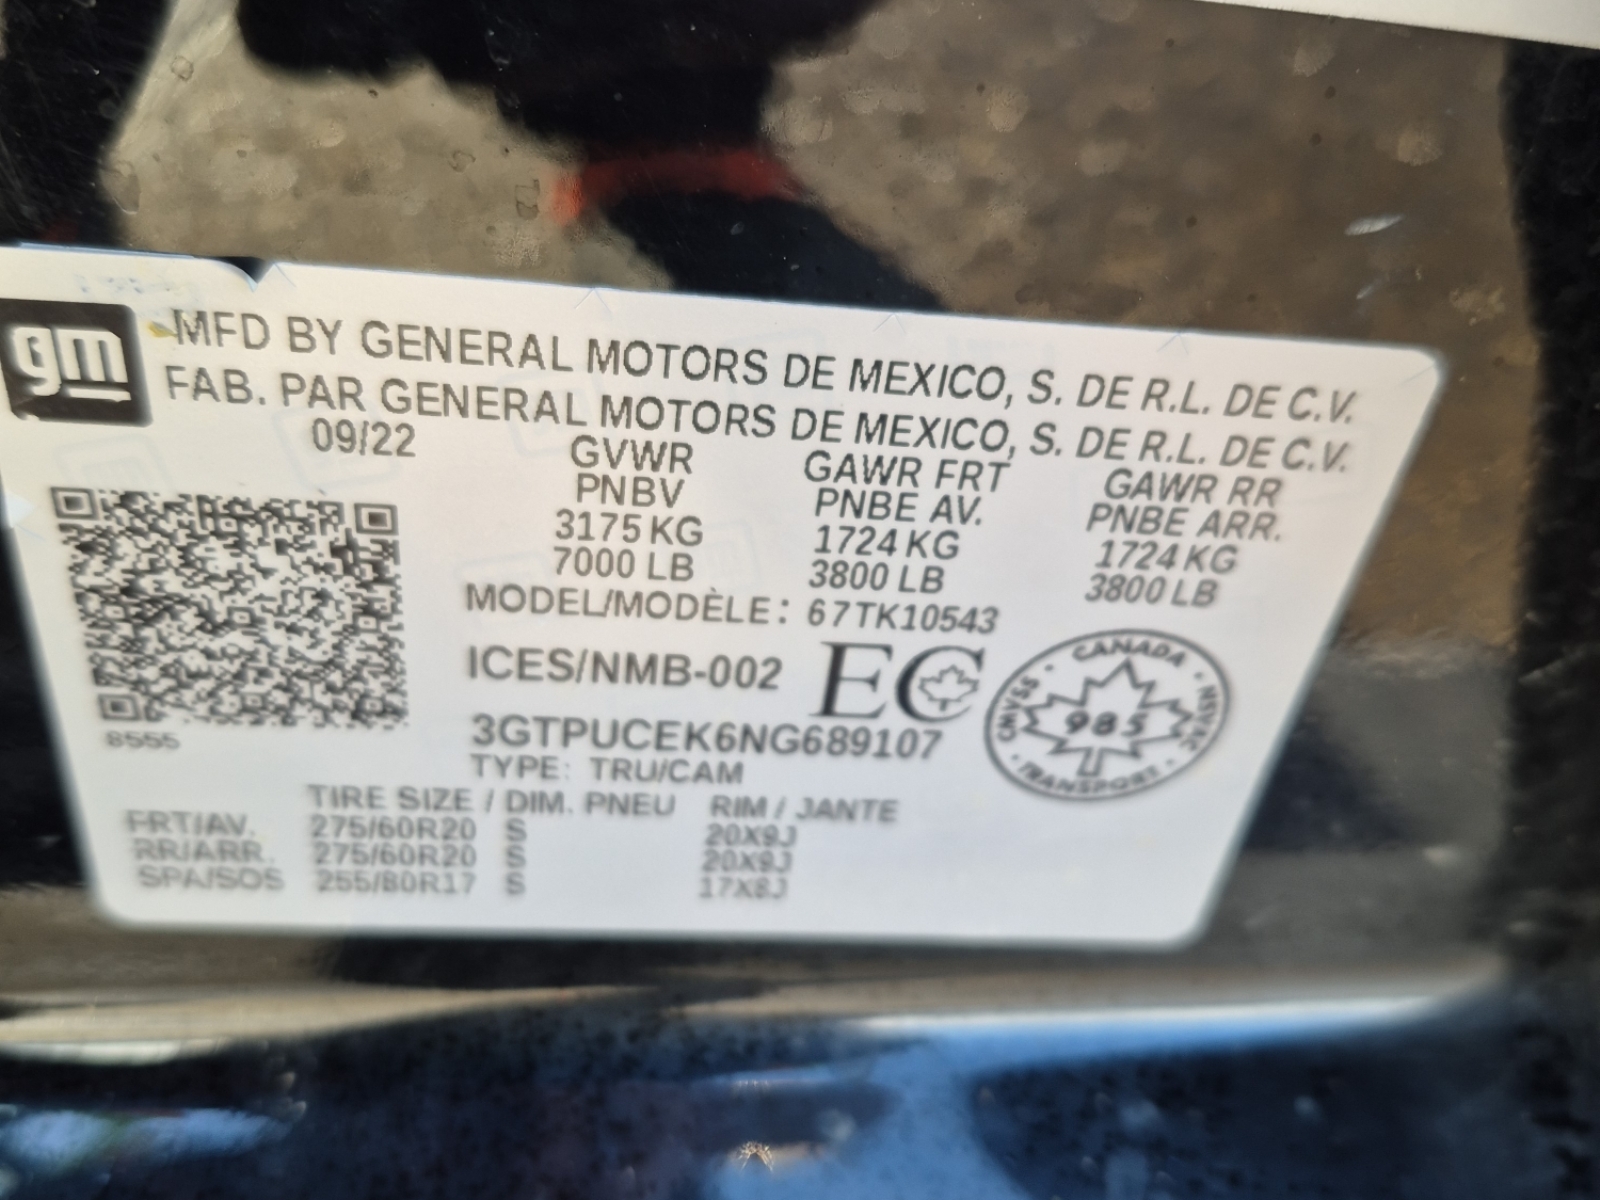 gm
MFD BY GENERAL MOTORS DE MEXICO, S. DE R.L. DE C.V.
FAB. PAR GENERAL MOTORS DE MEXICO, S. DE R.L. DE C.V.
09/22
GVWR GAWR FRT GAWR RR
PNBV PNBE AV. PNBE ARR.
3175 KG 1724 KG 1724 KG
7000 LB 3800 LB 3800 LB
MODEL/MODÈLE: 67TK10543
ICES/NMB-002 EC
3GTPUCEK6NG689107
CANADA
CMVSS 985 NSVAC
TRANSPORT
8555
TYPE: TRU/CAM
TIRE SIZE / DIM. PNEU RIM / JANTE
FRT/AV. 275/60R20 S 20X9J
RR/ARR. 275/60R20 S 20X9J
SPA/SOS 255/80R17 S 17X8J